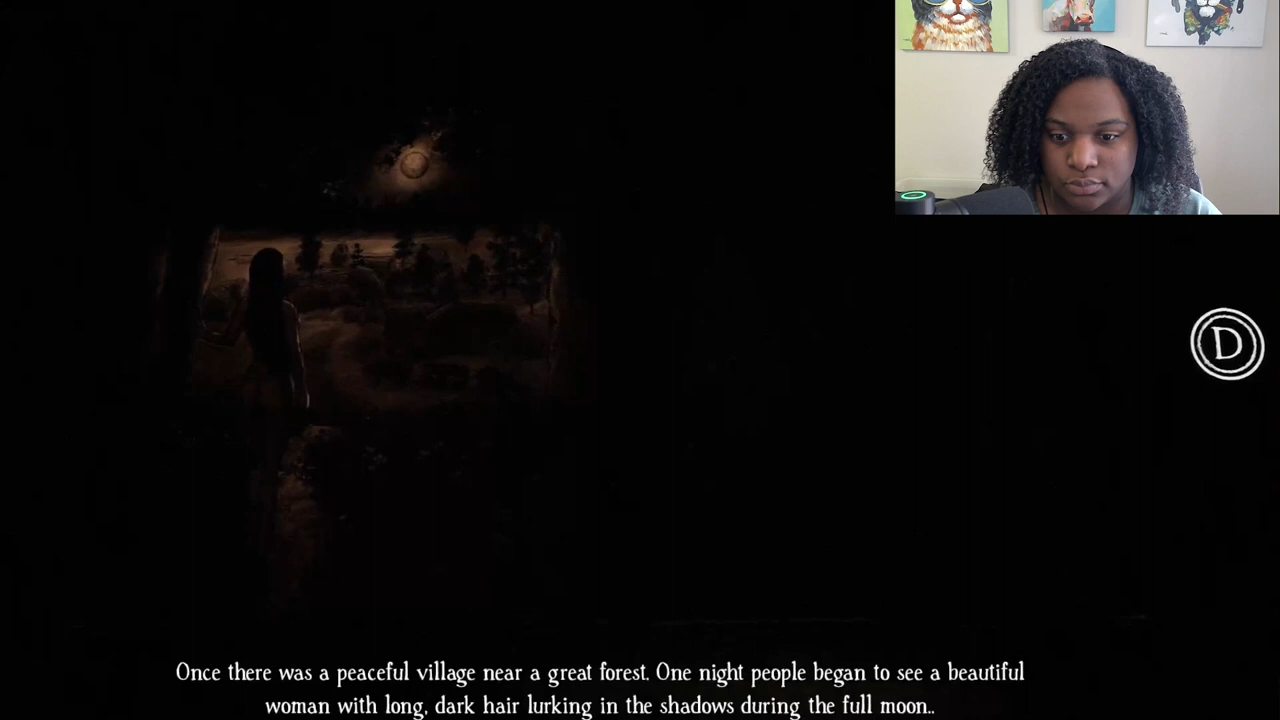 D
Once there was a peaceful village near a great forest. One night people began to see a beautiful
woman with long, dark hair lurking in the shadows during the full moon..